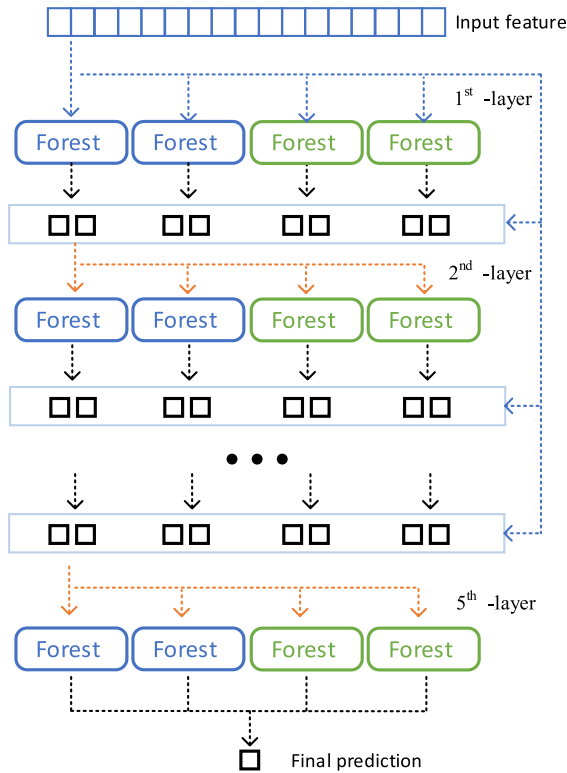 Input feature
1st -layer
Forest Forest Forest Forest
2nd -layer
Forest Forest Forest Forest
5th -layer
Forest Forest Forest Forest
Final prediction